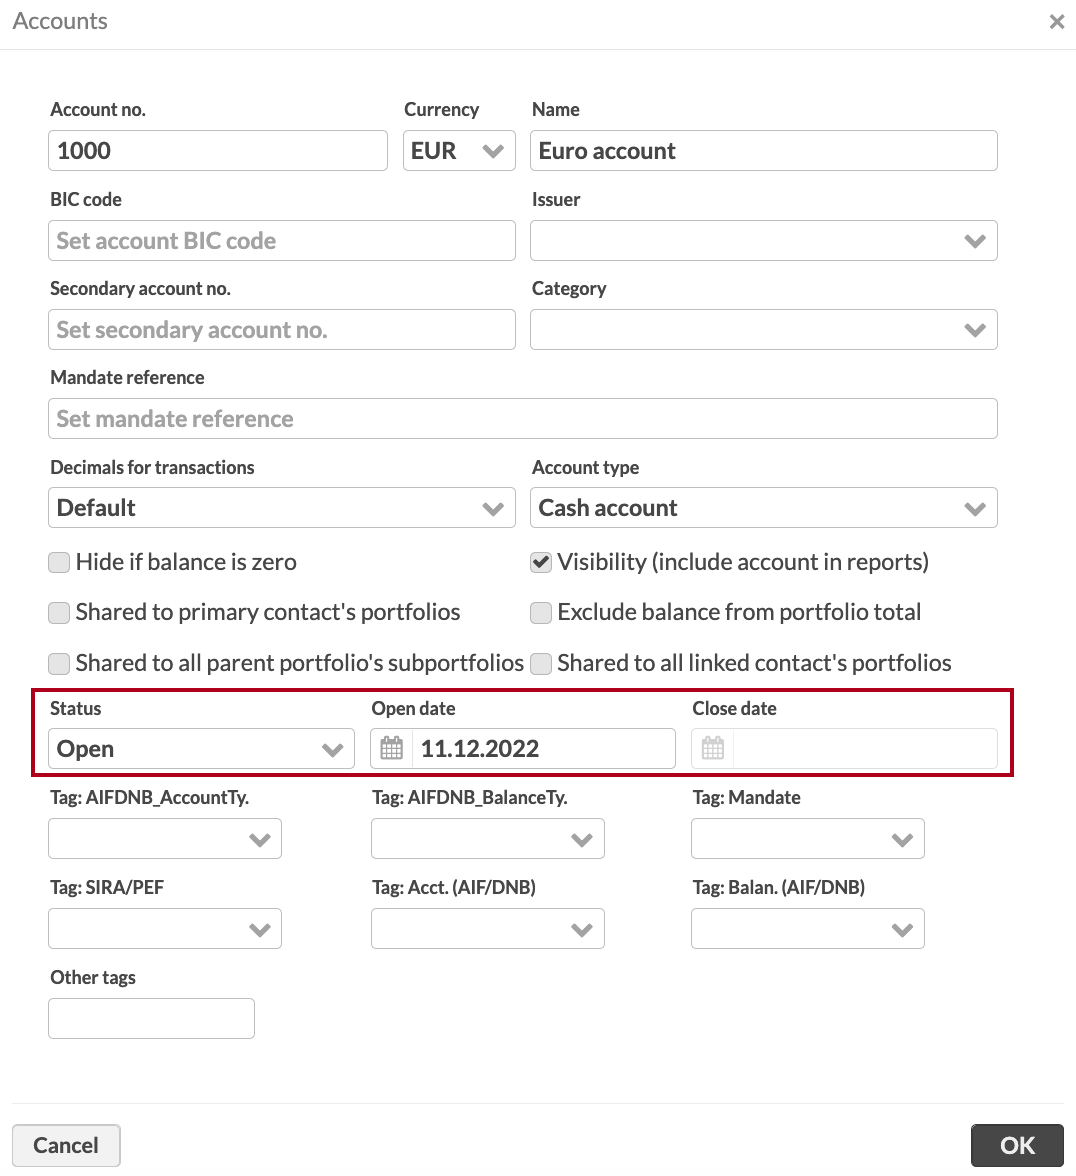 Accounts ×
Account no. Currency Name
1000 EUR Euro account
BIC code Issuer
Set account BIC code
Secondary account no. Category
Set secondary account no.
Mandate reference
Set mandate reference
Decimals for transactions Account type
Default Cash account
Hide if balance is zero Visibility (include account in reports)
Shared to primary contact's portfolios Exclude balance from portfolio total
Shared to all parent portfolio's subportfolios Shared to all linked contact's portfolios
Status Open date Close date
Open 11.12.2022
Tag: AIFDNB_AccountTy. Tag: AIFDNB_BalanceTy. Tag: Mandate
Tag: SIRA/PEF Tag: Acct. (AIF/DNB) Tag: Balan. (AIF/DNB)
Other tags
Cancel OK